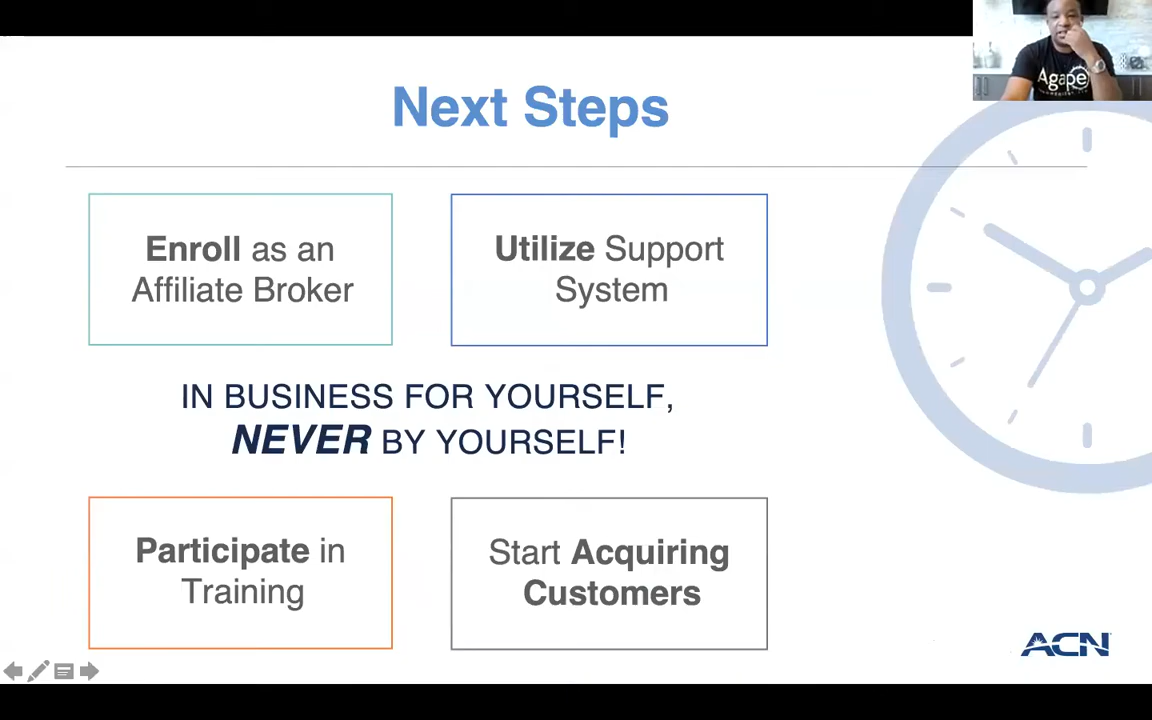 Next Steps
Enroll as an
Affiliate Broker
Utilize Support
System
IN BUSINESS FOR YOURSELF,
NEVER BY YOURSELF!
Participate in
Training
Start Acquiring
Customers
ACN
Agape